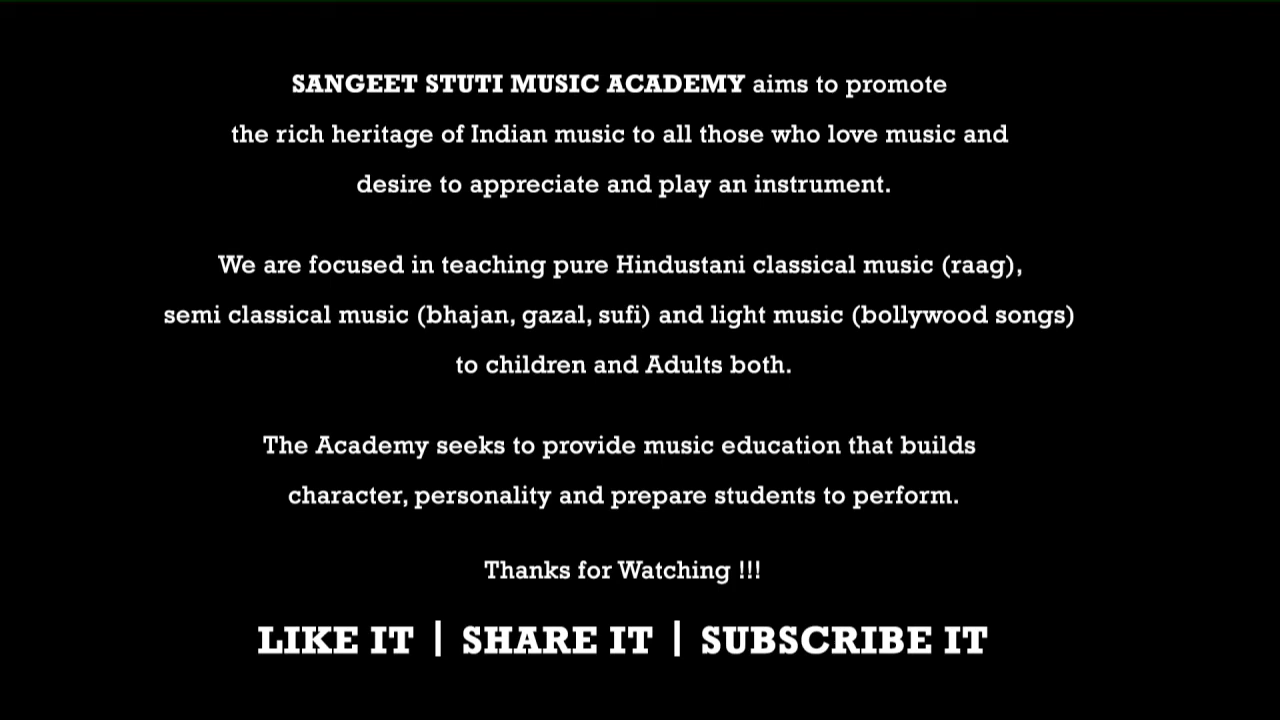 SANGEET STUTI MUSIC ACADEMY aims to promote
the rich heritage of Indian music to all those who love music and
desire to appreciate and play an instrument.
We are focused in teaching pure Hindustani classical music (raag),
semi classical music (bhajan, gazal, sufi) and light music (bollywood songs)
to children and Adults both.
The Academy seeks to provide music education that builds
character, personality and prepare students to perform.
Thanks for Watching !!!
LIKE IT | SHARE IT | SUBSCRIBE IT